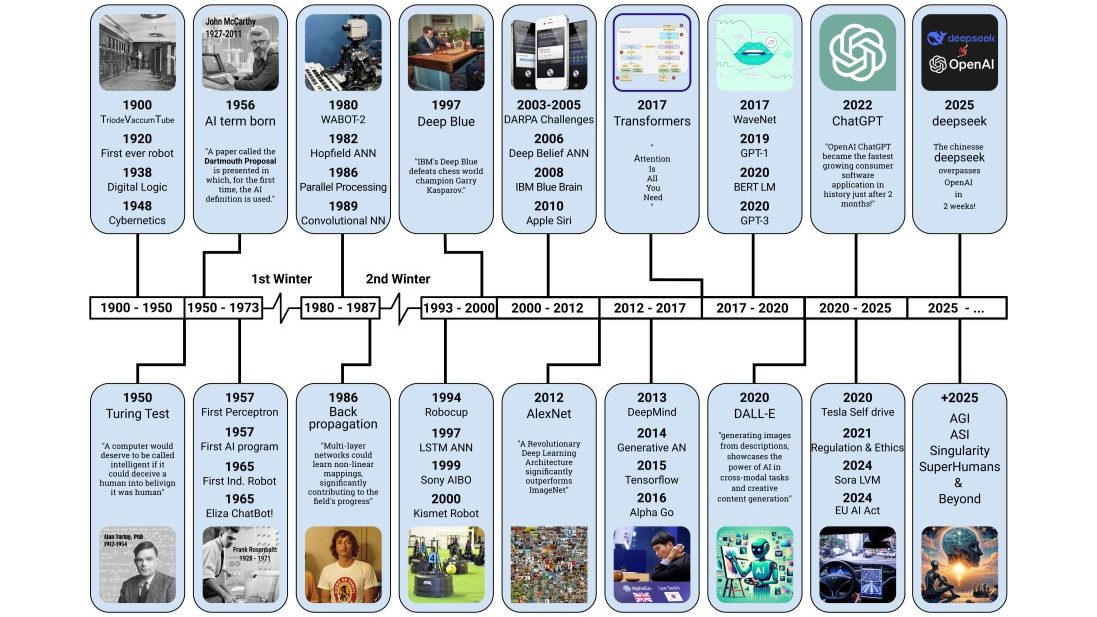 John McCarthy
1927-2011
deepseek
OpenAI
1900
TriodeVaccumTube
1920
First ever robot
1938
Digital Logic
1948
Cybernetics
1956
AI term born
"A paper called the
Dartmouth Proposal
is presented in
which, for the first
time, the AI
definition is used."
1980
WABOT-2
1982
Hopfield ANN
1986
Parallel Processing
1989
Convolutional NN
1997
Deep Blue
"IBM's Deep Blue
defeats chess world
champion Garry
Kasparov."
2003-2005
DARPA Challenges
2006
Deep Belief ANN
2008
IBM Blue Brain
2010
Apple Siri
2017
Transformers
"
Attention
Is
All
You
Need
"
2017
WaveNet
2019
GPT-1
2020
BERT LM
2020
GPT-3
2022
ChatGPT
"OpenAI ChatGPT
became the fastest
growing consumer
software
application in
history just after 2
months!"
2025
deepseek
The chinesse
deepseek
overpasses
OpenAI
in
2 weeks!
1st Winter
2nd Winter
1900 - 1950
1950 - 1973
1980 - 1987
1993 - 2000
2000 - 2012
2012 - 2017
2017 - 2020
2020 - 2025
2025 - ...
1950
Turing Test
"A computer would
deserve to be called
intelligent if it
could deceive a
human into belivign
it was human"
Alan Turing, PhD
1912-1954
1957
First Perceptron
1957
First AI program
1965
First Ind. Robot
1965
Eliza ChatBot!
Frank Rosenbaltt
1928 - 1971
1986
Back
propagation
"Multi-layer
networks could
learn non-linear
mappings,
significantly
contributing to the
field's progress"
1994
Robocup
1997
LSTM ANN
1999
Sony AIBO
2000
Kismet Robot
2012
AlexNet
"A Revolutionary
Deep Learning
Architecture
significantly
outperforms
ImageNet"
2013
DeepMind
2014
Generative AN
2015
Tensorflow
2016
Alpha Go
AlphaGo
2020
DALL-E
"generating images
from descriptions,
showcases the
power of AI in
cross-modal tasks
and creative
content generation"
AI
2020
Tesla Self drive
2021
Regulation & Ethics
2024
Sora LVM
2024
EU AI Act
+2025
AGI
ASI
Singularity
SuperHumans
&
Beyond